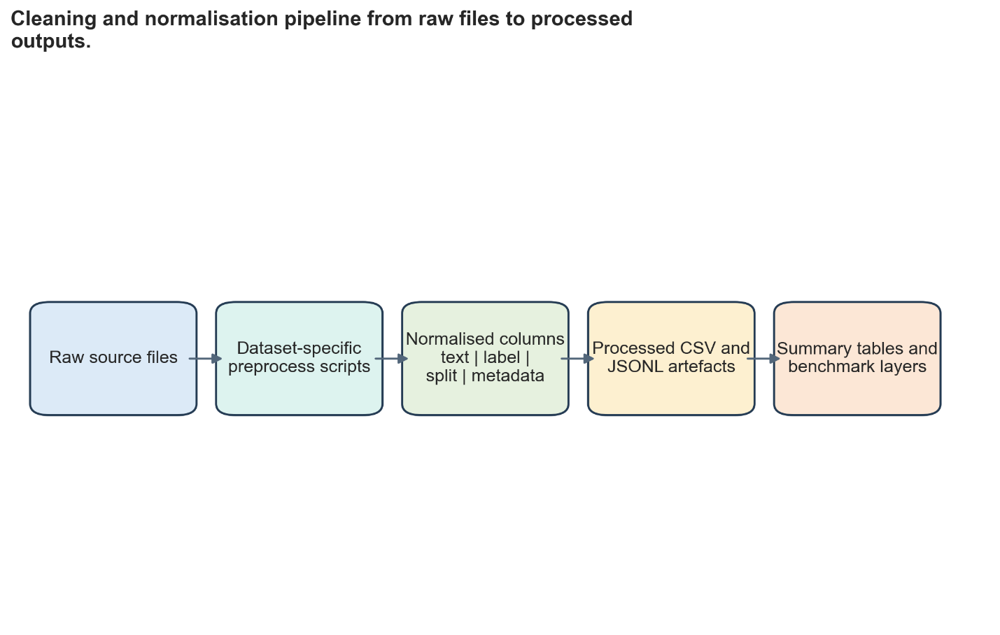 Cleaning and normalisation pipeline from raw files to processed
outputs.
Raw source files
Dataset-specific
preprocess scripts
Normalised columns
text | label |
split | metadata
Processed CSV and
JSONL artefacts
Summary tables and
benchmark layers